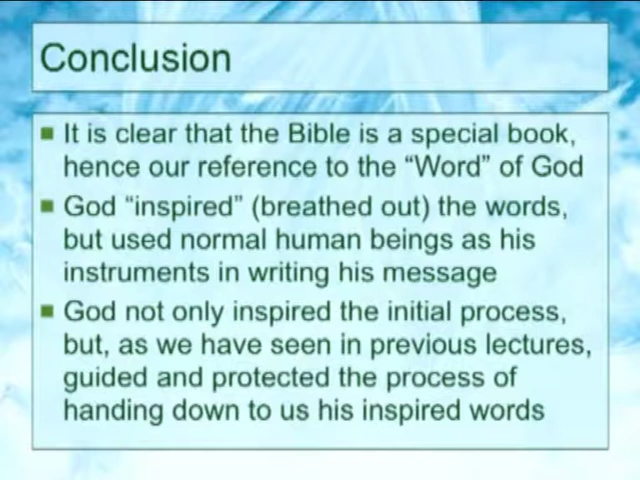 Conclusion
It is clear that the Bible is a special book,
hence our reference to the “Word” of God
God “inspired” (breathed out) the words,
but used normal human beings as his
instruments in writing his message
God not only inspired the initial process,
but, as we have seen in previous lectures,
guided and protected the process of
handing down to us his inspired words